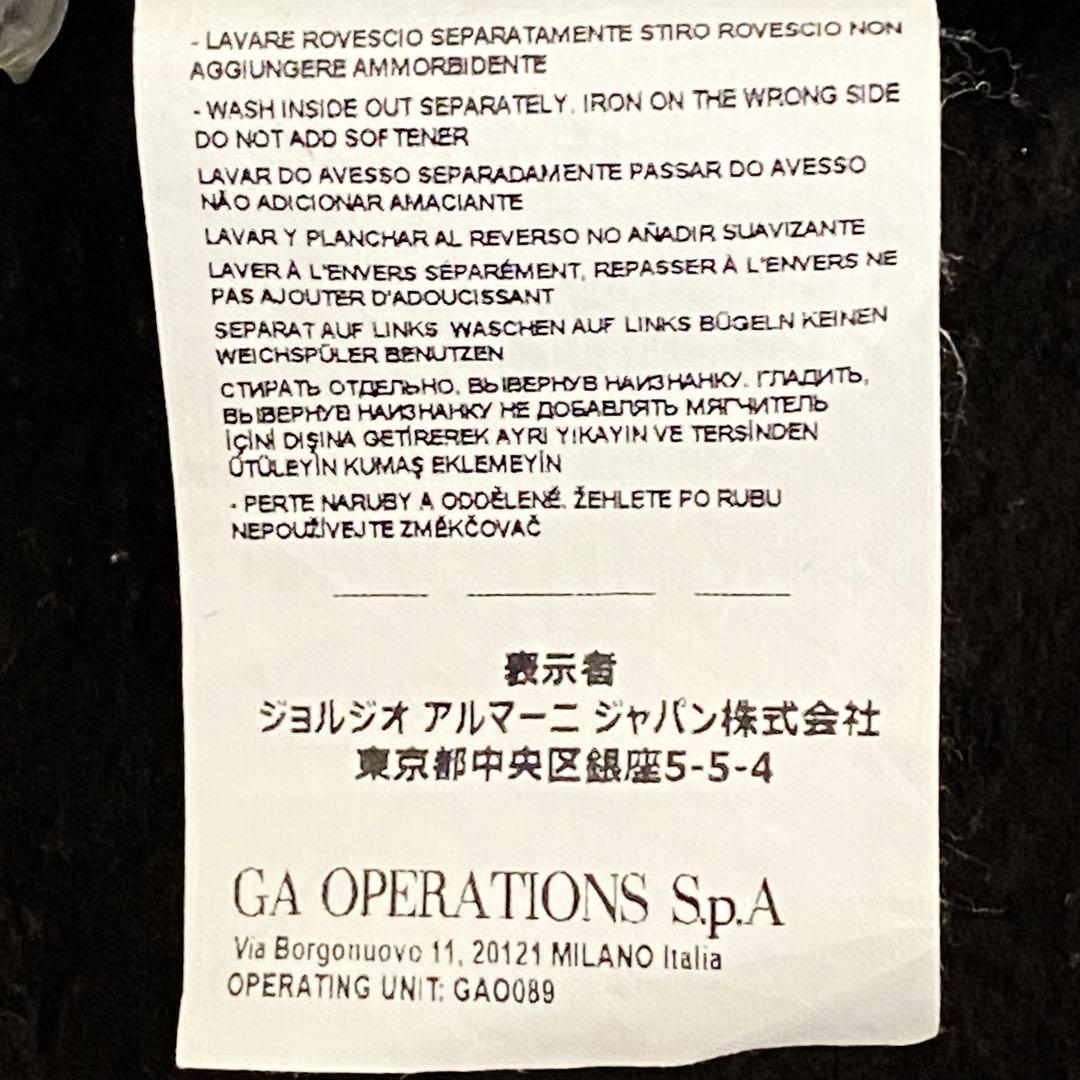 - LAVARE ROVESCIO SEPARATAMENTE STIRO ROVESCIO NON
AGGIUNGERE AMMORBIDENTE
- WASH INSIDE OUT SEPARATELY. IRON ON THE WRONG SIDE
DO NOT ADD SOFTENER
LAVAR DO AVESSO SEPARADAMENTE PASSAR DO AVESSO
NÃO ADICIONAR AMACIANTE
LAVAR Y PLANCHAR AL REVERSO NO AÑADIR SUAVIZANTE
LAVER À L'ENVERS SÉPARÉMENT, REPASSER À L'ENVERS NE
PAS AJOUTER D'ADOUCISSANT
SEPARAT AUF LINKS WASCHEN AUF LINKS BÜGELN KEINEN
WEICHSPÜLER BENUTZEN
СТИРАТЬ ОТДЕЛЬНО, ВЫВЕРНУВ НАИЗНАНКУ. ГЛАДИТЬ,
ВЫВЕРНУВ НАИЗНАНКУ НЕ ДОБАВЛЯТЬ МЯГЧИТЕЛЬ
İÇİNİ DIŞINA GETİREREK AYRI YIKAYIN VE TERSİNDEN
ÜTÜLEYİN KUMAŞ EKLEMEYİN
- PERTE NARUBY A ODDĚLENÉ. ŽEHLETE PO RUBU
NEPOUŽÍVEJTE ZMĚKČOVAČ
表示者
ジョルジオ アルマーニ ジャパン株式会社
東京都中央区銀座5-5-4
GA OPERATIONS S.p.A
Via Borgonuovo 11, 20121 MILANO Italia
OPERATING UNIT: GAO089